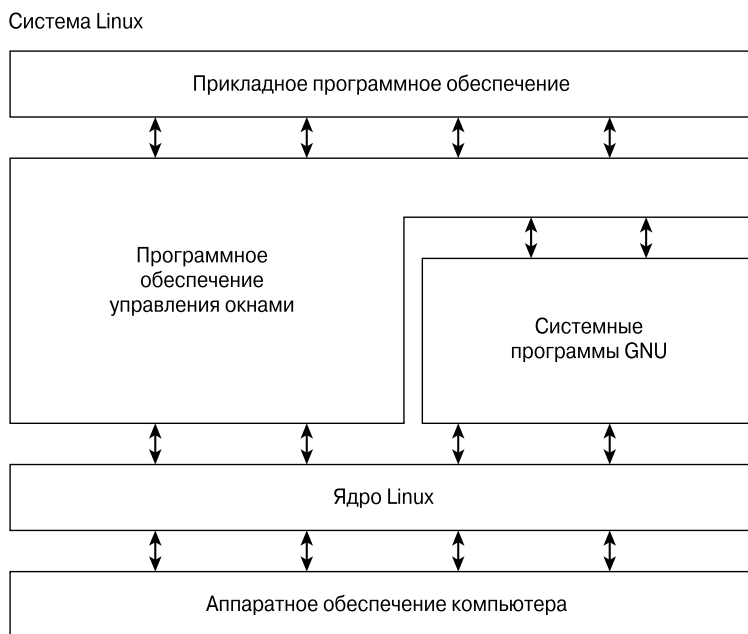 Система Linux
Прикладное программное обеспечение
Программное
обеспечение
управления окнами
Системные
программы GNU
Ядро Linux
Аппаратное обеспечение компьютера